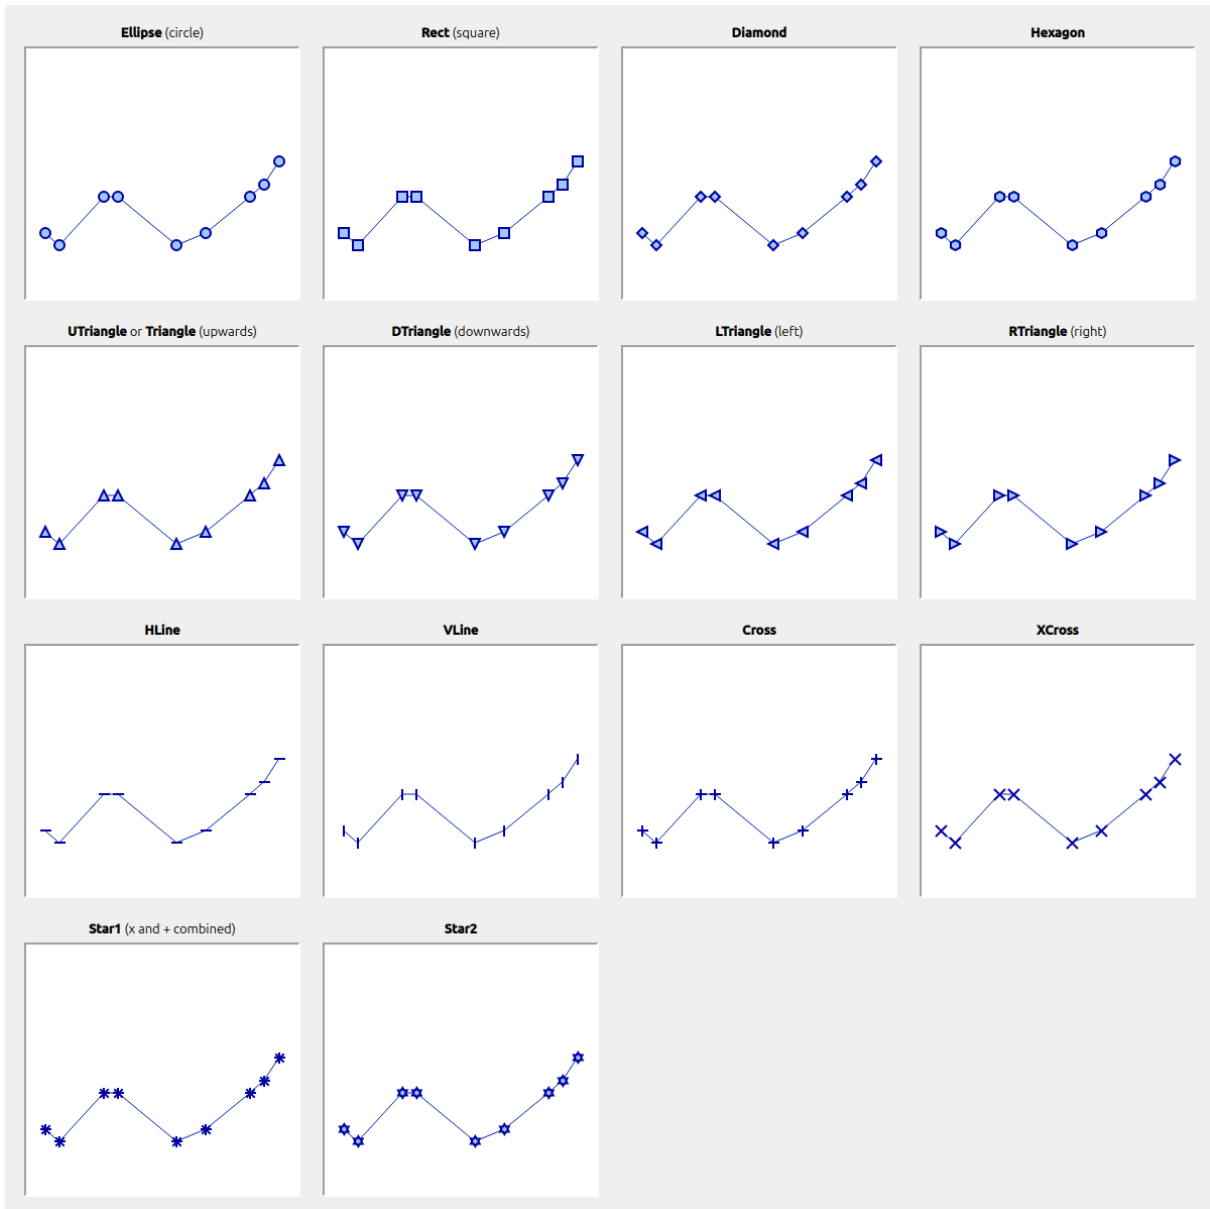 Ellipse (circle)
Rect (square)
Diamond
Hexagon
UTriangle or Triangle (upwards)
DTriangle (downwards)
LTriangle (left)
RTriangle (right)
HLine
VLine
Cross
XCross
Star1 (x and + combined)
Star2